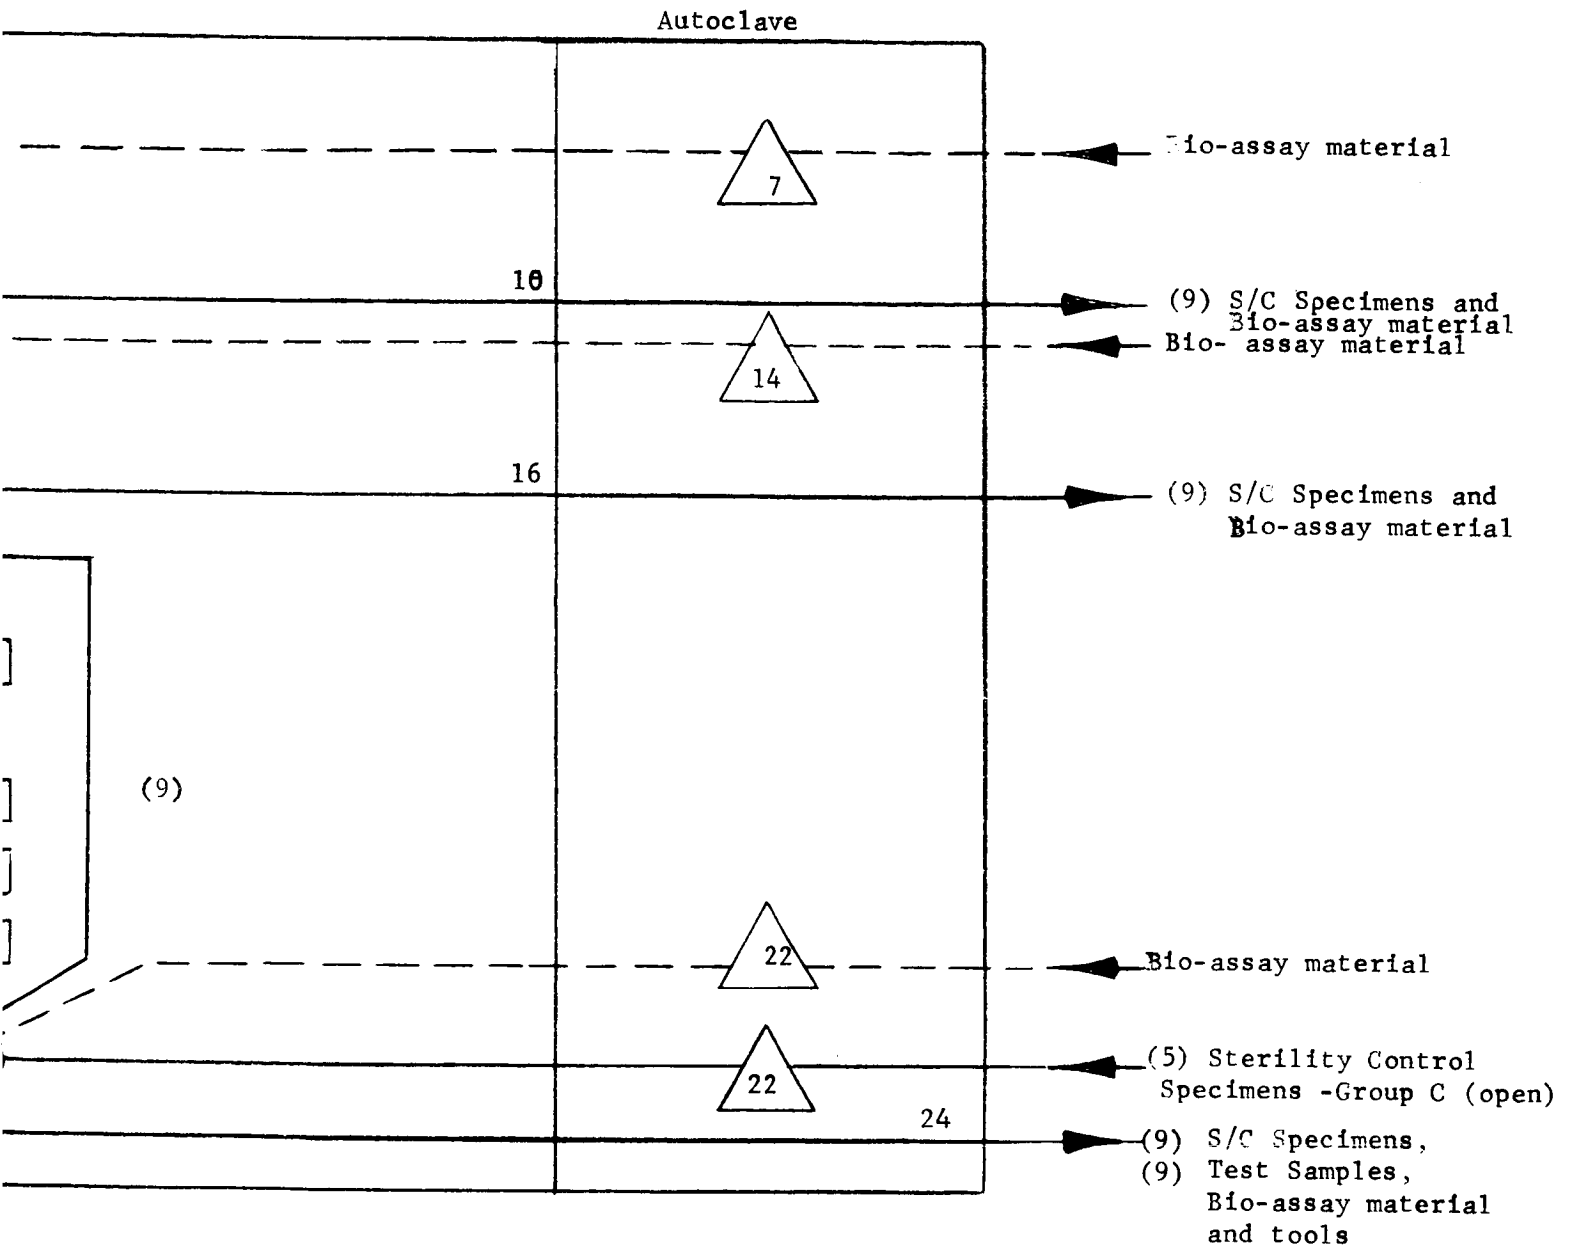 Autoclave
Bio-assay material
7
10
(9) S/C Specimens and
Bio-assay material
Bio- assay material
14
16
(9) S/C Specimens and
Bio-assay material
(9)
22
Bio-assay material
(5) Sterility Control
Specimens -Group C (open)
22
24
(9) S/C Specimens,
(9) Test Samples,
Bio-assay material
and tools